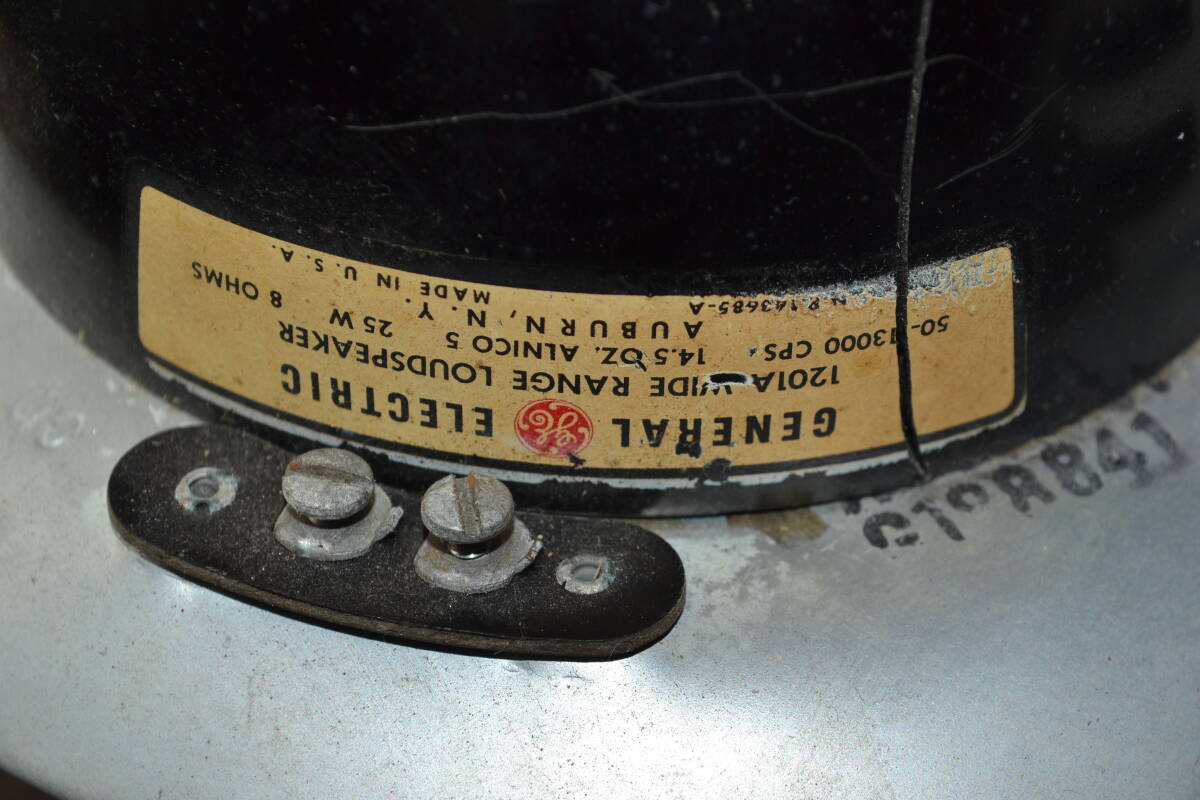 GENERAL GE ELECTRIC
1201A WIDE RANGE LOUDSPEAKER
50-13000 CPS 14.5 OZ. ALNICO 5 25 W 8 OHMS
AUBURN, N.Y.
143685-A MADE IN U.S.A.